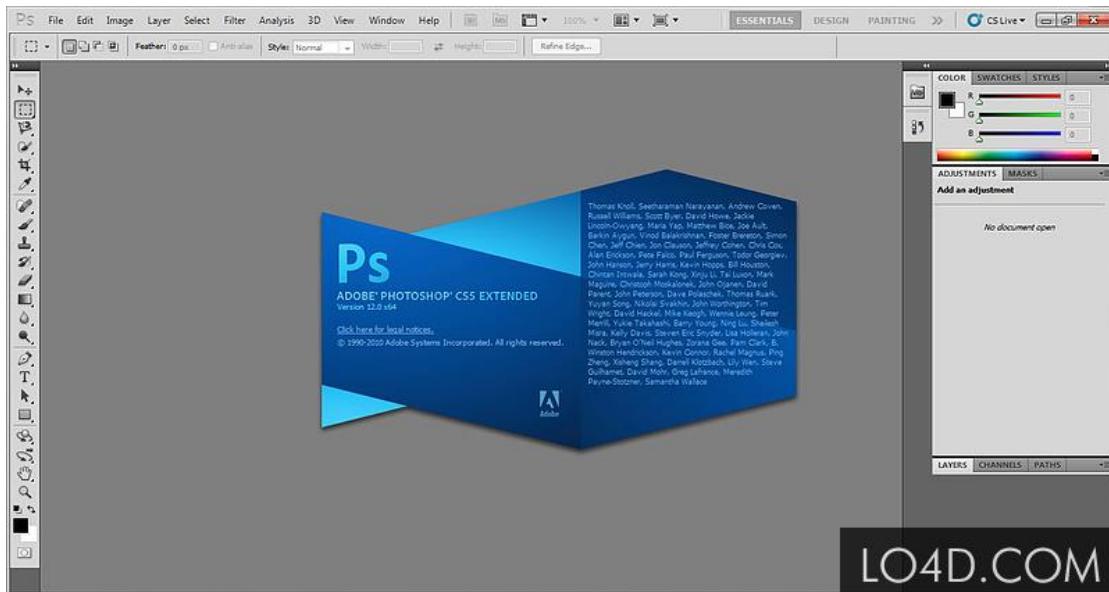 Ps File Edit Image Layer Select Filter Analysis 3D View Window Help Br Mb 100% ESSENTIALS DESIGN PAINTING CS Live
Feather: 0 px Anti-alias Style: Normal Width: Height: Refine Edge...
COLOR SWATCHES STYLES
R 0
G 0
B 0
ADJUSTMENTS MASKS
Add an adjustment
No document open
Thomas Knoll, Seetharaman Narayanan, Andrew Coven,
Russell Williams, Scott Byer, David Howe, Jackie
Lincoln-Owyang, Maria Yap, Matthew Bice, Joe Ault,
Barkin Aygun, Vinod Balakrishnan, Foster Brereton, Simon
Chen, Jeff Chien, Jon Clauson, Jeffrey Cohen, Chris Cox,
Alan Erickson, Pete Falco, Paul Ferguson, Todor Georgiev,
John Hanson, Jerry Harris, Kevin Hopps, Bill Houston,
Chintan Intwala, Sarah Kong, Xinju Li, Tai Luxon, Mark
Maguire, Christoph Moskalonek, John Ojanen, David
Parent, John Peterson, Dave Polaschek, Thomas Ruark,
Yuyan Song, Nikolai Svakhin, John Worthington, Tim
Wright, David Hackel, Mike Keogh, Wennie Leung, Peter
Merrill, Yukie Takahashi, Barry Young, Ning Lu, Sheilesh
Misra, Kelly Davis, Steven Eric Snyder, Lisa Holleran, John
Nack, Bryan O'Neil Hughes, Zorana Gee, Pam Clark, B.
Winston Hendrickson, Kevin Connor, Rachel Magnus, Ping
Zheng, Xisheng Shang, Darrell Klotzbach, Lily Wen, Steve
Guilhamet, David Mohr, Greg Lafrance, Meredith
Payne-Stotzner, Samantha Wallace
Ps
ADOBE® PHOTOSHOP® CS5 EXTENDED
Version 12.0 x64
Click here for legal notices.
© 1990-2010 Adobe Systems Incorporated. All rights reserved.
Adobe
T
LAYERS CHANNELS PATHS
LO4D.COM